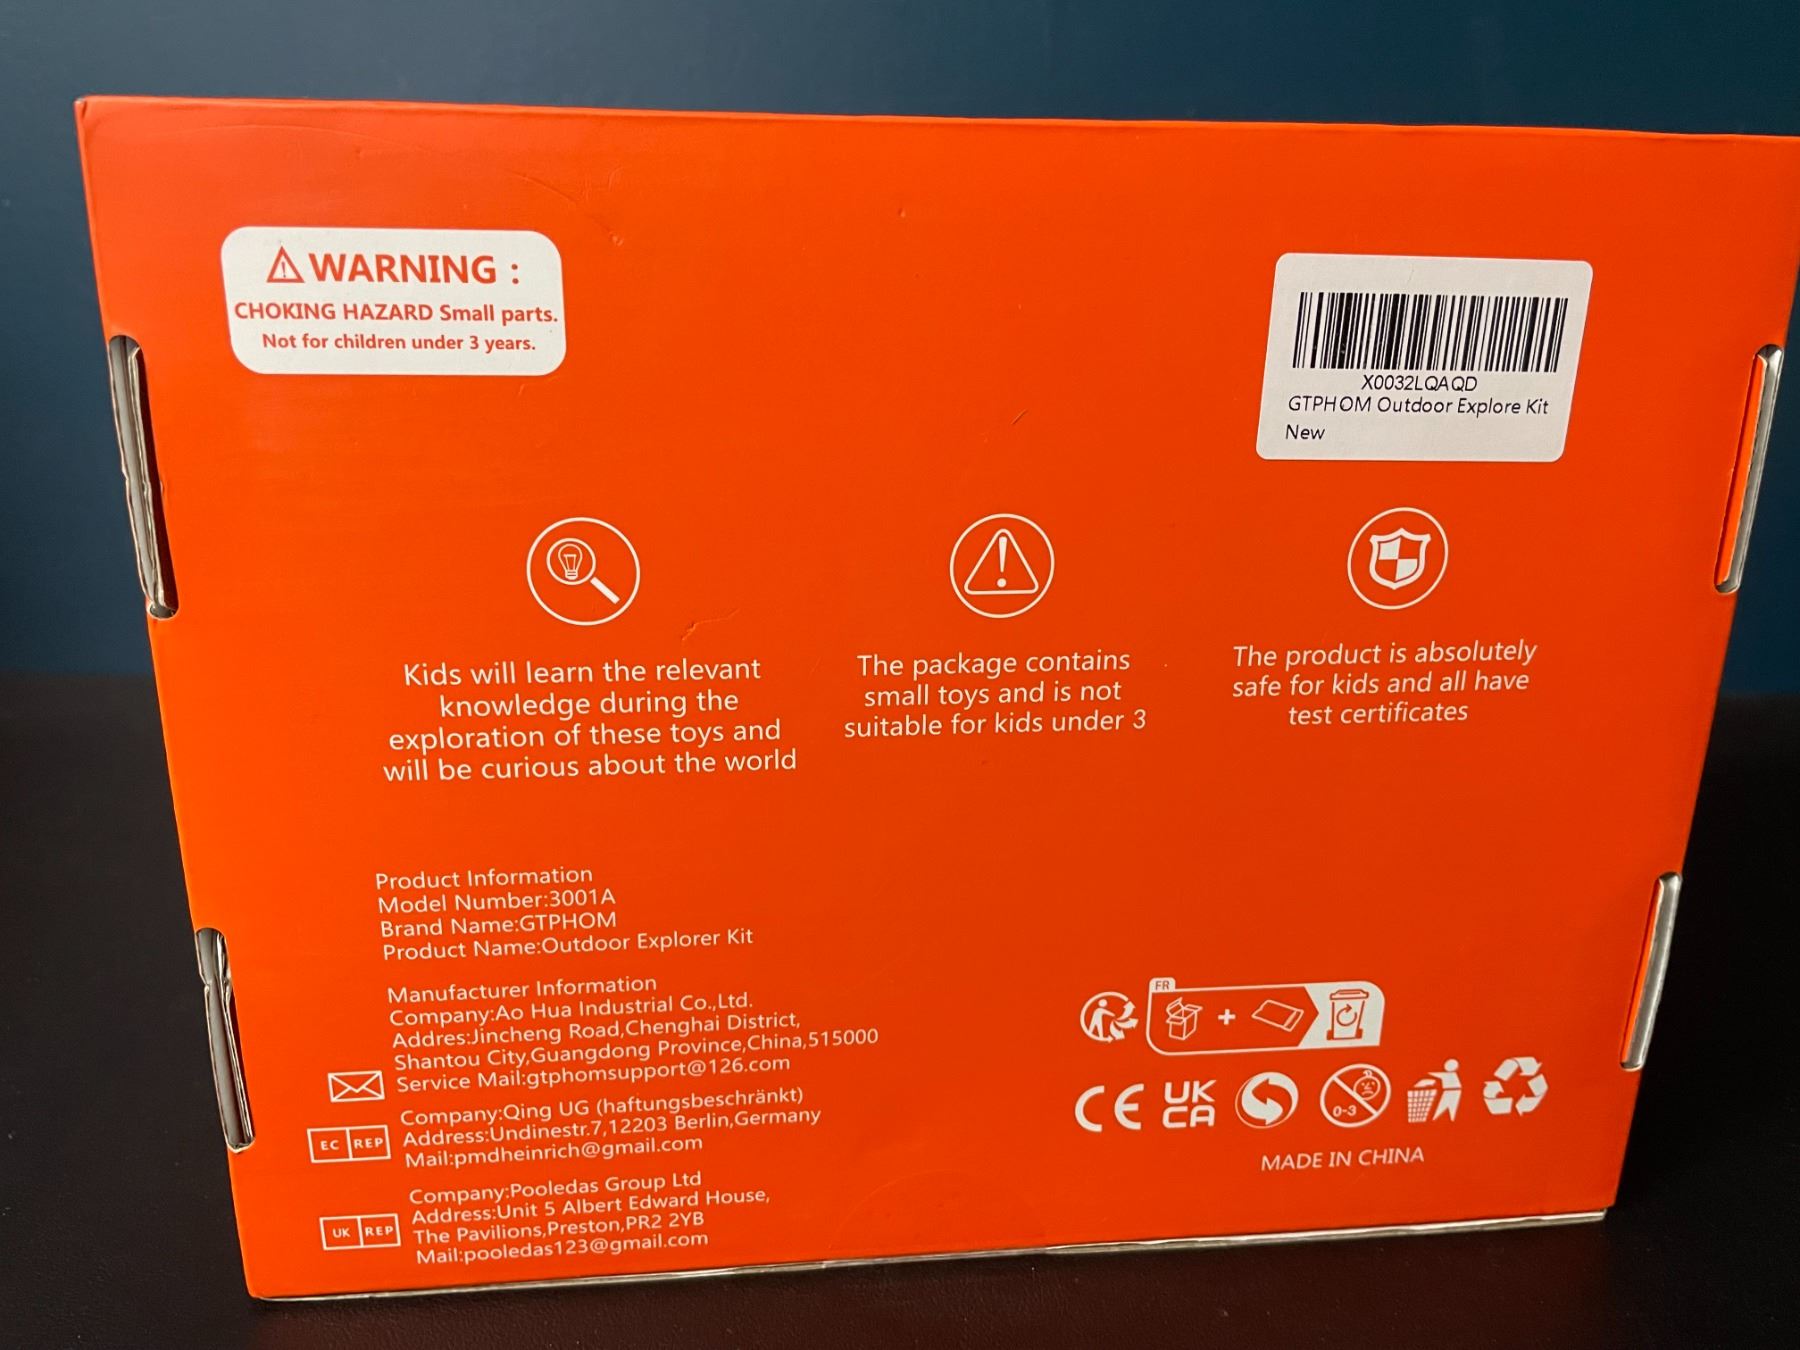 WARNING :
CHOKING HAZARD Small parts.
Not for children under 3 years.
X0032LQAQD
GTPHOM Outdoor Explore Kit
New
Kids will learn the relevant
knowledge during the
exploration of these toys and
will be curious about the world
The package contains
small toys and is not
suitable for kids under 3
The product is absolutely
safe for kids and all have
test certificates
Product Information
Model Number:3001A
Brand Name:GTPHOM
Product Name:Outdoor Explorer Kit
Manufacturer Information
Company:Ao Hua Industrial Co.,Ltd.
Addres:Jincheng Road,Chenghai District,
Shantou City,Guangdong Province,China,515000
Service Mail:gtphomsupport@126.com
EC REP
Company:Qing UG (haftungsbeschränkt)
Address:Undinestr.7,12203 Berlin,Germany
Mail:pmdheinrich@gmail.com
UK REP
Company:Pooledas Group Ltd
Address:Unit 5 Albert Edward House,
The Pavilions,Preston,PR2 2YB
Mail:pooledas123@gmail.com
FR
+
CE
UK
CA
0-3
MADE IN CHINA